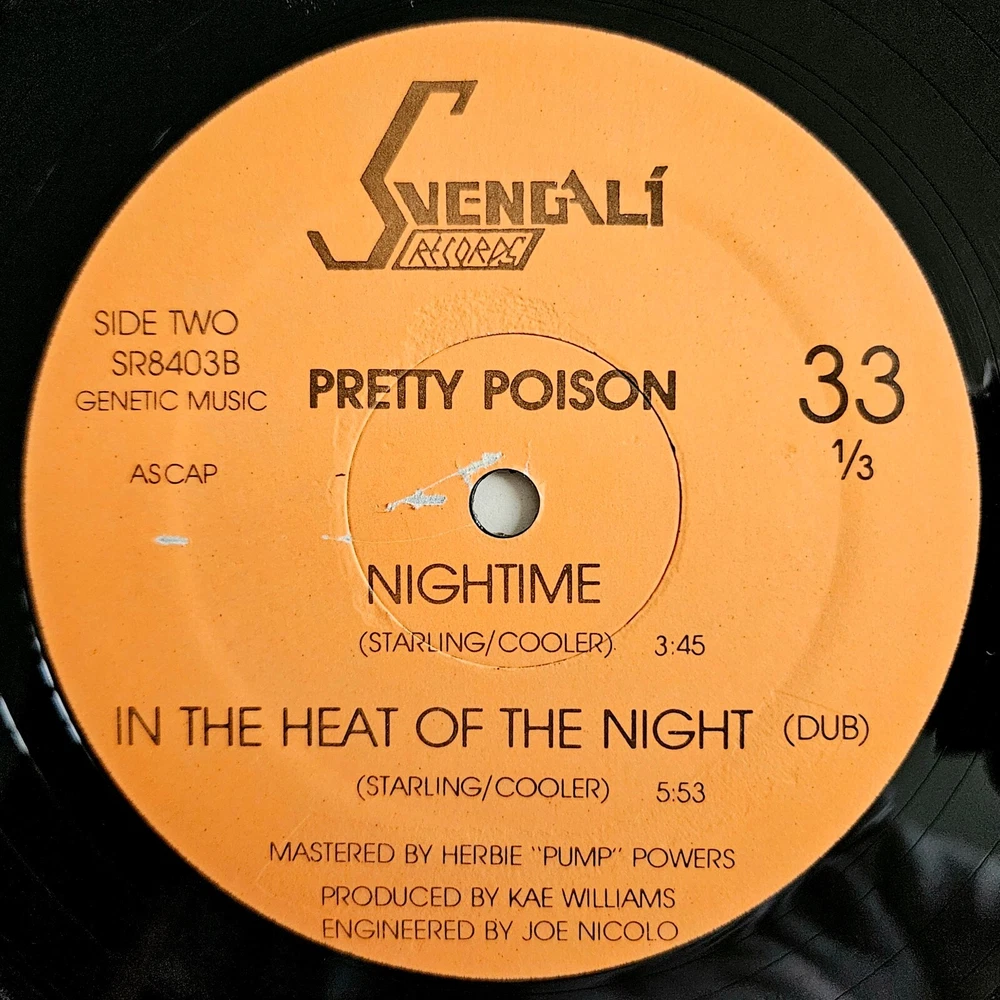 SVENGALI
RECORDS
SIDE TWO
SR8403B
GENETIC MUSIC
ASCAP
PRETTY POISON
33
1/3
NIGHTIME
(STARLING/COOLER) 3:45
IN THE HEAT OF THE NIGHT (DUB)
(STARLING/COOLER) 5:53
MASTERED BY HERBIE "PUMP" POWERS
PRODUCED BY KAE WILLIAMS
ENGINEERED BY JOE NICOLO